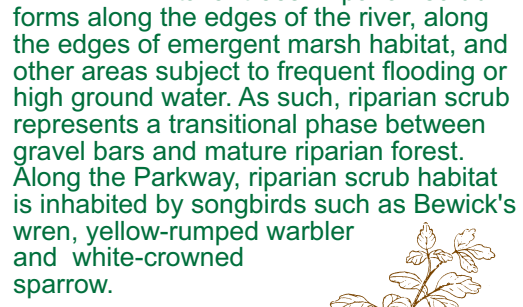 forms along the edges of the river, along
the edges of emergent marsh habitat, and
other areas subject to frequent flooding or
high ground water. As such, riparian scrub
represents a transitional phase between
gravel bars and mature riparian forest.
Along the Parkway, riparian scrub habitat
is inhabited by songbirds such as Bewick's
wren, yellow-rumped warbler
and  white-crowned
sparrow.